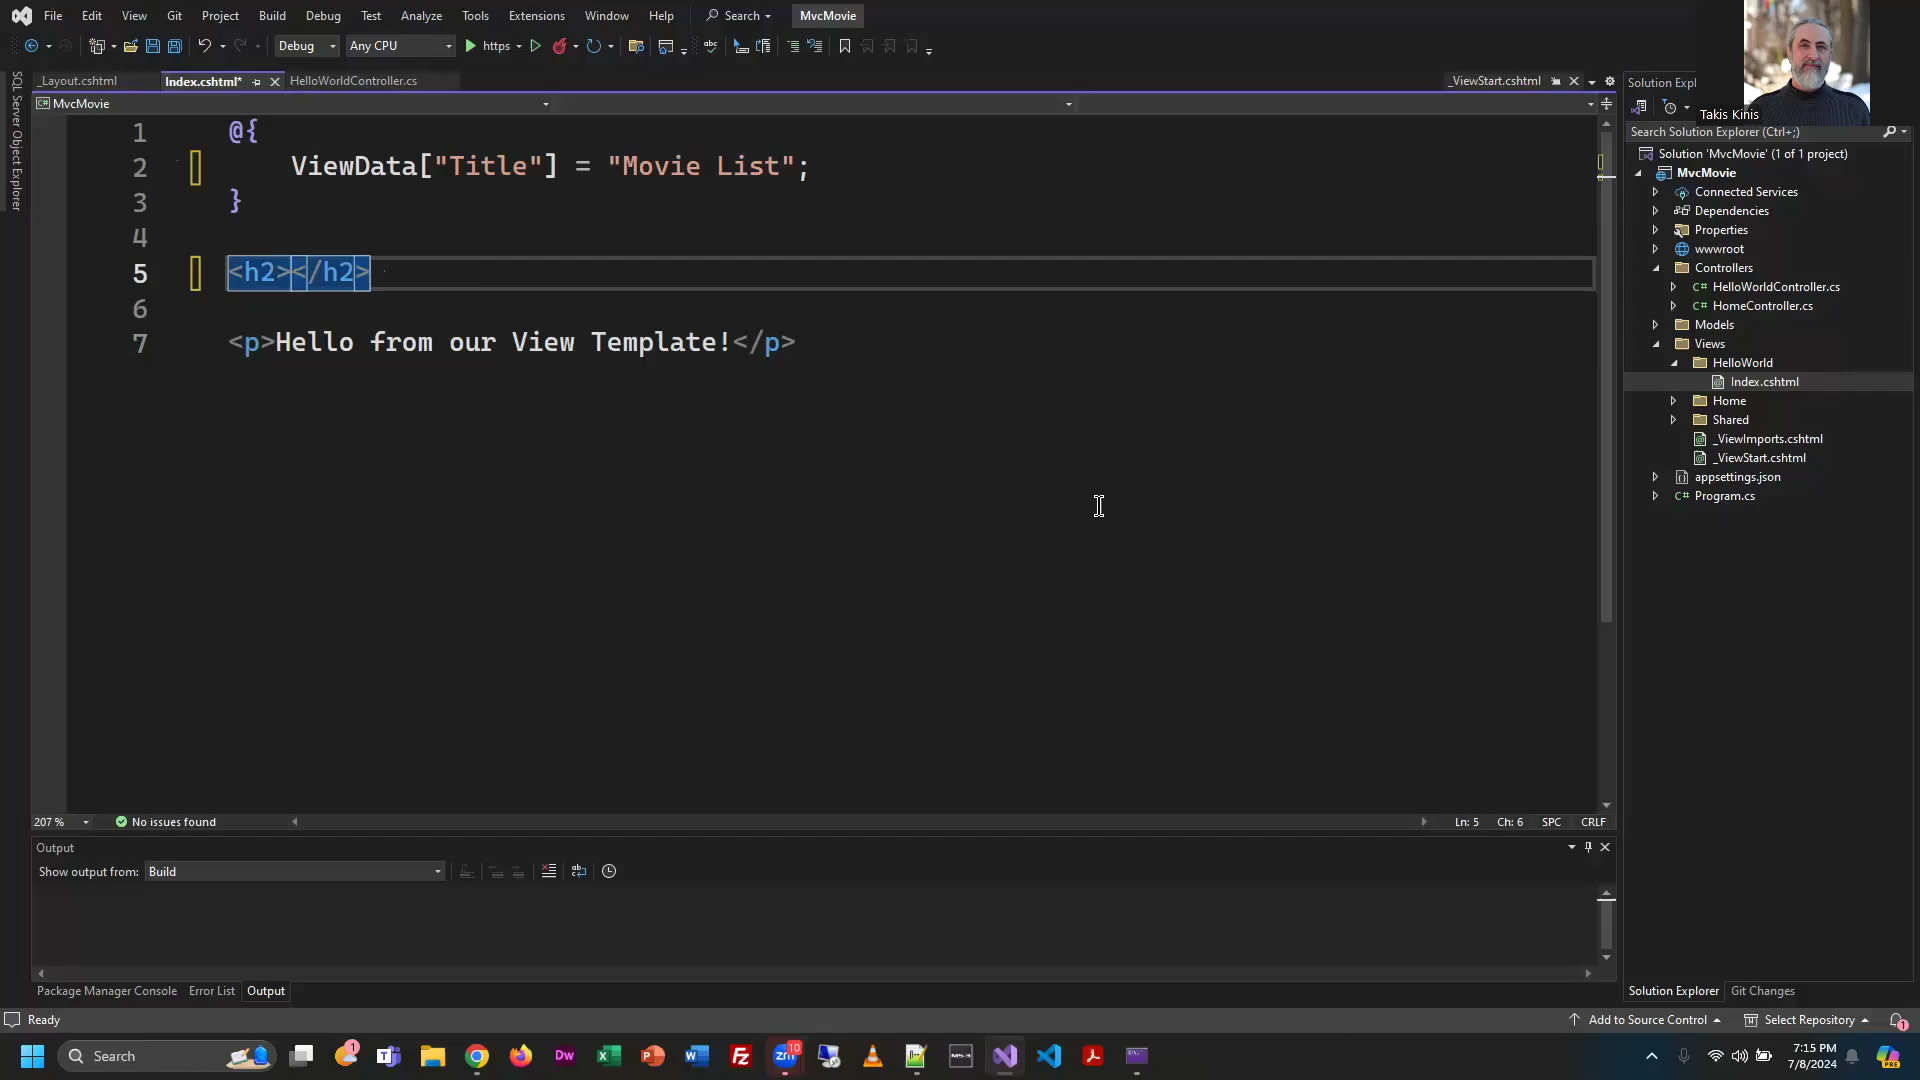 File Edit View Git Project Build Debug Test Analyze Tools Extensions Window Help Search MvcMovie
Debug Any CPU https
Takis Kinis
_Layout.cshtml Index.cshtml* HelloWorldController.cs _ViewStart.cshtml
MvcMovie
SQL Server Object Explorer
1 @{
2 ViewData["Title"] = "Movie List";
3 }
4
5 <h2></h2>
6
7 <p>Hello from our View Template!</p>
207 % No issues found Ln: 5 Ch: 6 SPC CRLF
Output
Show output from: Build
Package Manager Console Error List Output
Solution Expl
Search Solution Explorer (Ctrl+;)
Solution 'MvcMovie' (1 of 1 project)
MvcMovie
Connected Services
Dependencies
Properties
wwwroot
Controllers
C# HelloWorldController.cs
C# HomeController.cs
Models
Views
HelloWorld
Index.cshtml
Home
Shared
_ViewImports.cshtml
_ViewStart.cshtml
appsettings.json
C# Program.cs
Solution Explorer Git Changes
Ready Add to Source Control Select Repository 1
Search 1 Dw zm 10 7:15 PM
7/8/2024 PRE